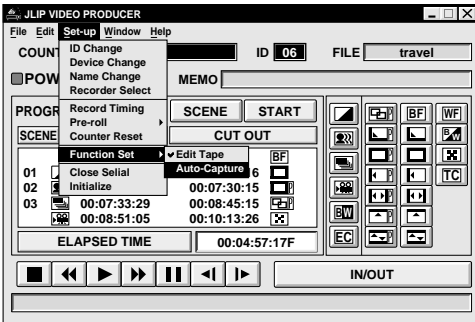 JLIP VIDEO PRODUCER
File Edit Set-up Window Help
COUN ID 06 FILE travel
ID Change
Device Change
Name Change
Recorder Select
POW MEMO
Record Timing
Pre-roll
Counter Reset
PROGR SCENE START
SCENE CUT OUT
Function Set
Edit Tape
Auto-Capture
BF
Close Selial
Initialize
01 6
02 00:07:30:15
03 00:07:33:29 00:08:45:15
00:08:51:05 00:10:13:26
ELAPSED TIME 00:04:57:17F
P BF WF
P
P
BW P TC
P
EC P
P
IN/OUT